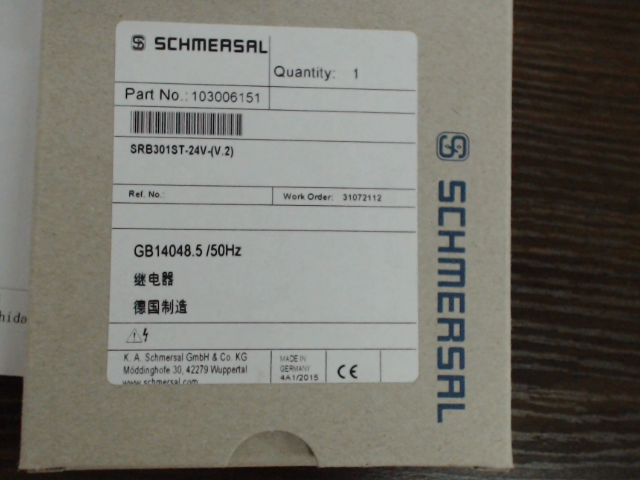 SCHMERSAL
Quantity: 1
Part No.: 103006151
SRB301ST-24V-(V.2)
Ref. No.:
Work Order: 31072112
GB14048.5 /50Hz
继电器
德国制造
K. A. Schmersal GmbH & Co. KG
Möddinghofe 30, 42279 Wuppertal
www.schmersal.com
MADE IN
GERMANY
4A1/2015
CE
SCHMERSAL
hida